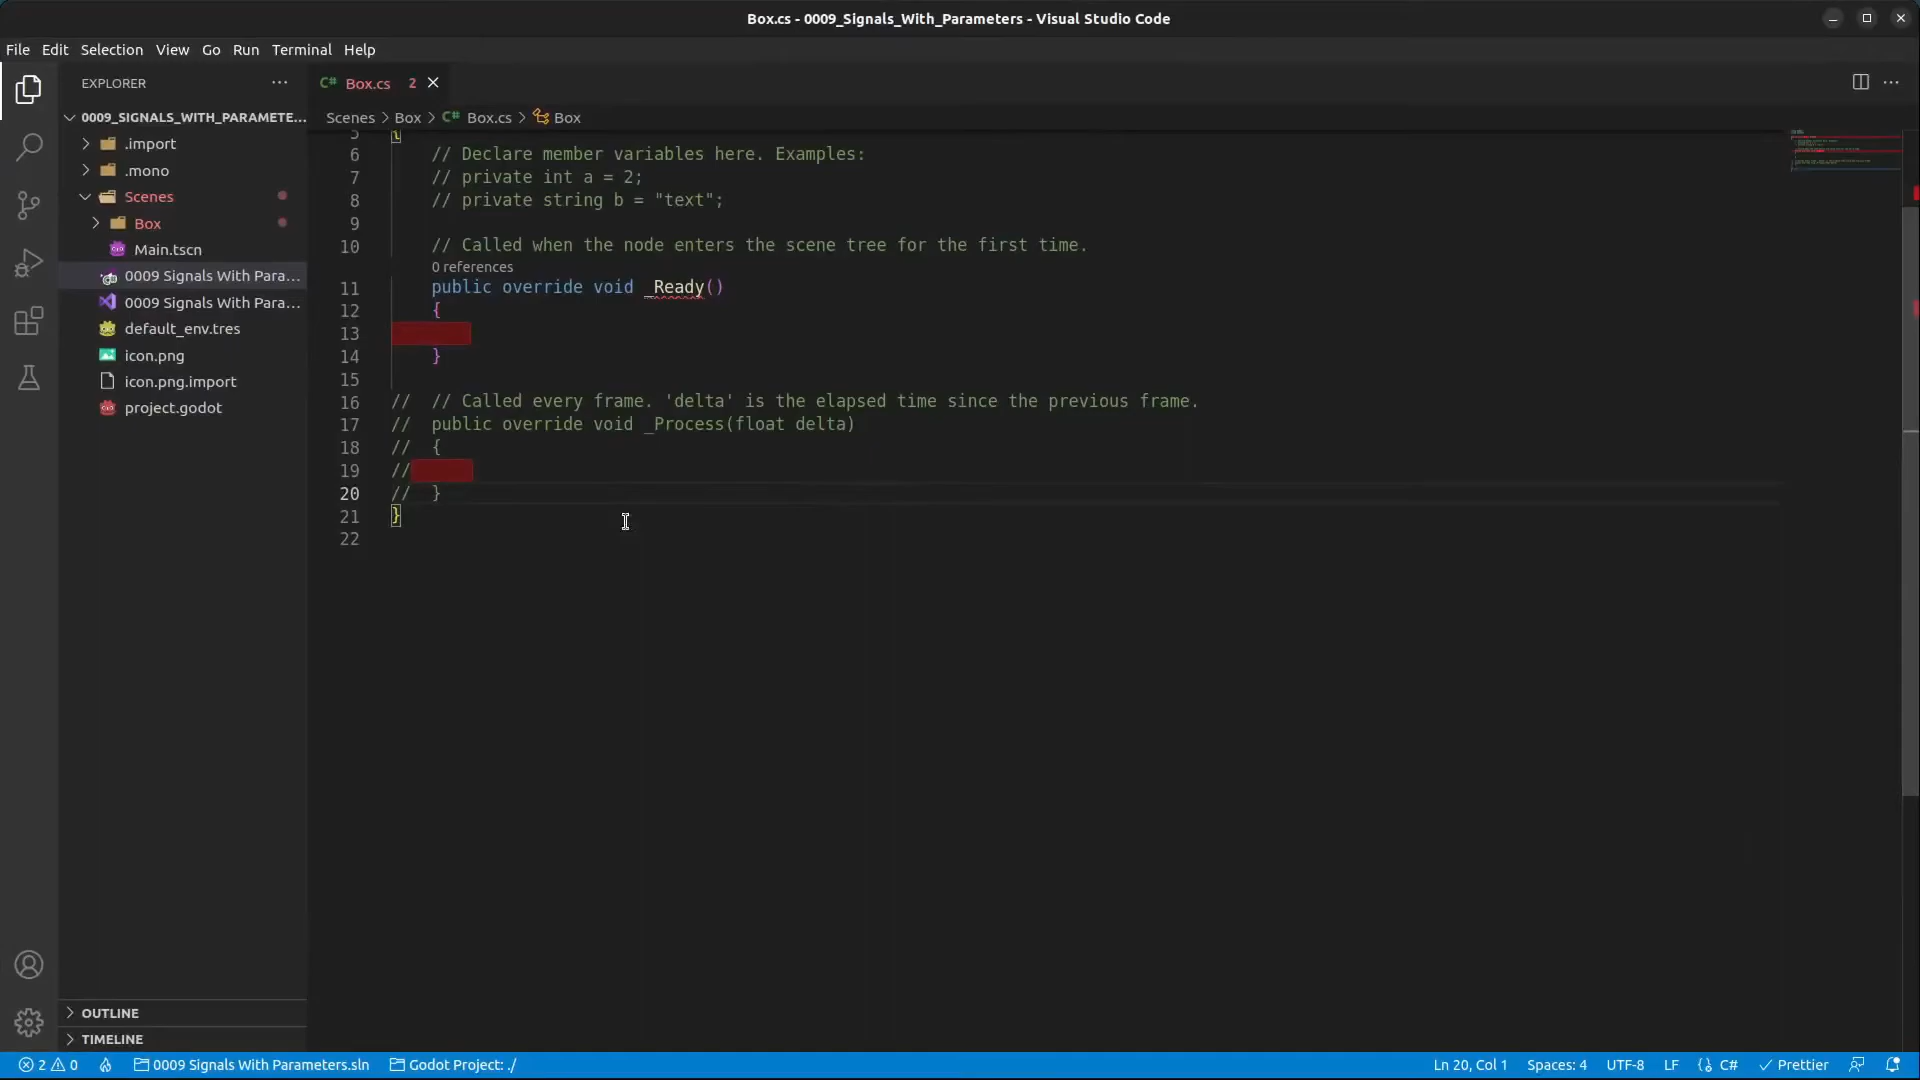 Box.cs - 0009_Signals_With_Parameters - Visual Studio Code
File Edit Selection View Go Run Terminal Help
EXPLORER
0009_SIGNALS_WITH_PARAMETE...
.import
.mono
Scenes
Box
Main.tscn
0009 Signals With Para...
0009 Signals With Para...
default_env.tres
icon.png
icon.png.import
project.godot
OUTLINE
TIMELINE
C# Box.cs 2
Scenes > Box > C# Box.cs > Box
5 {
6 // Declare member variables here. Examples:
7 // private int a = 2;
8 // private string b = "text";
9
10 // Called when the node enters the scene tree for the first time.
0 references
11 public override void _Ready()
12 {
13
14 }
15
16 //  // Called every frame. 'delta' is the elapsed time since the previous frame.
17 //  public override void _Process(float delta)
18 //  {
19 //
20 //  }
21 }
22
2 0 0009 Signals With Parameters.sln Godot Project: ./ Ln 20, Col 1 Spaces: 4 UTF-8 LF {} C# Prettier